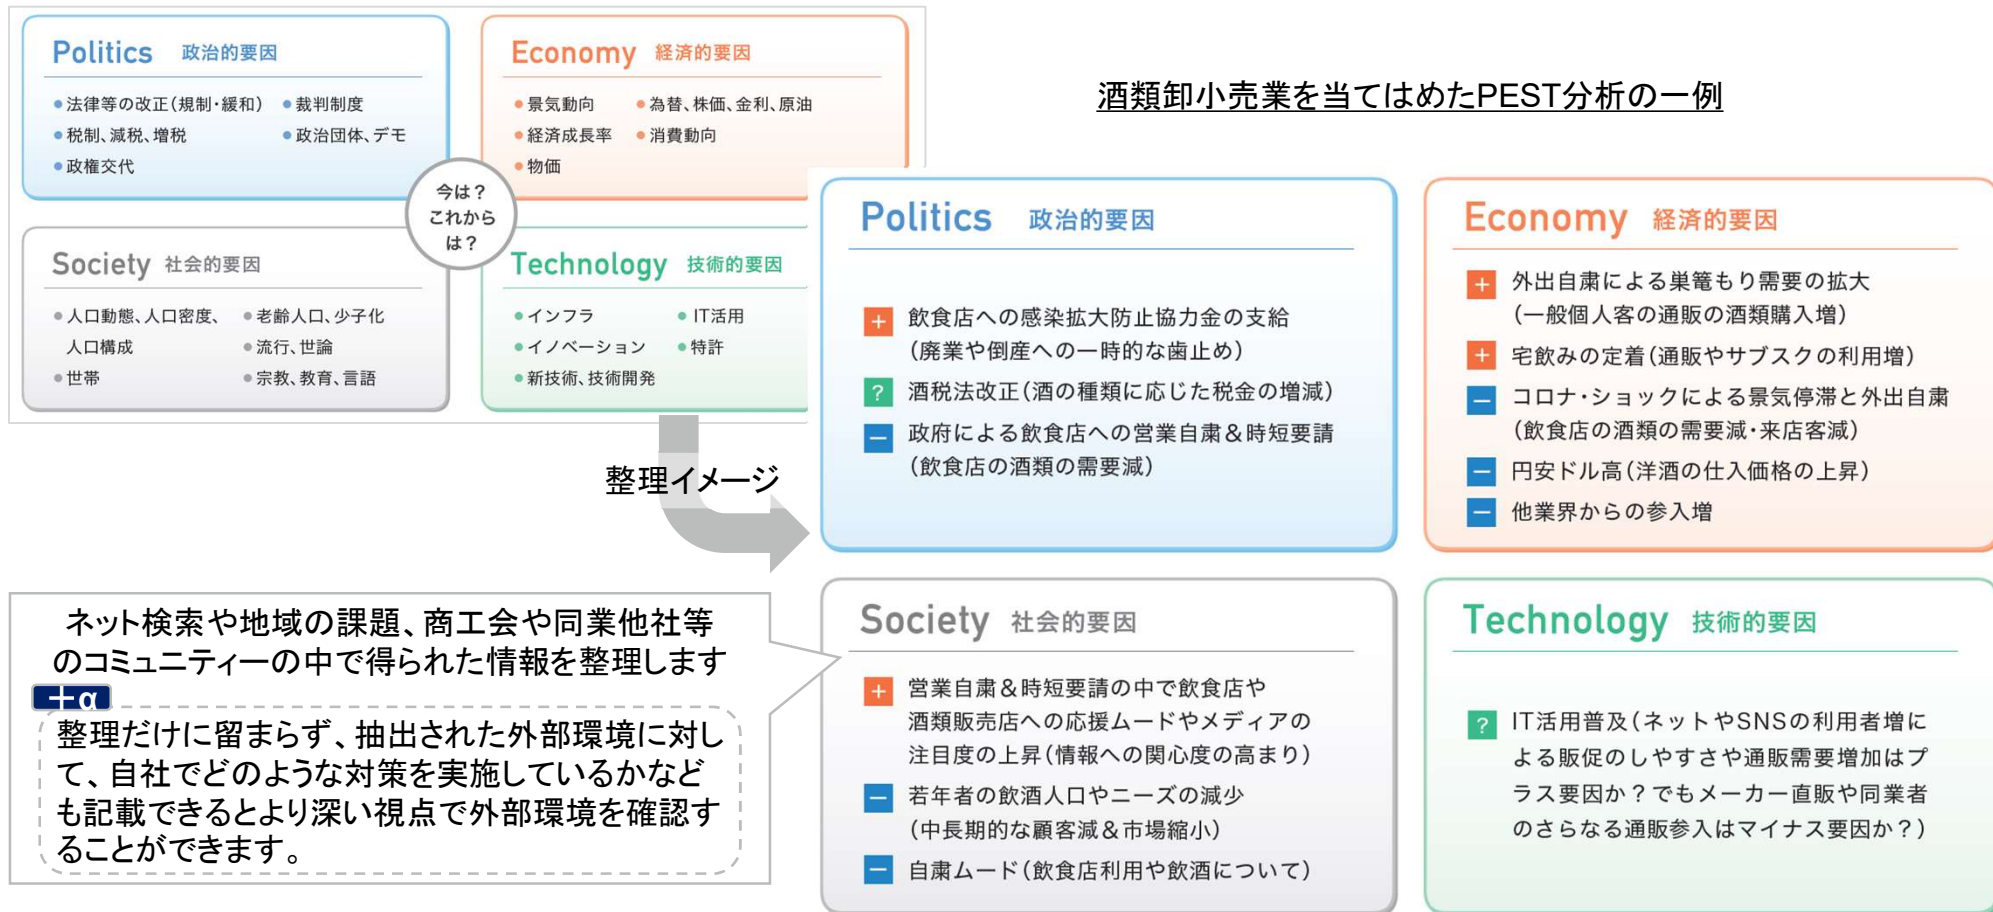 Politics 政治的要因
●法律等の改正(規制・緩和) ●裁判制度
●税制、減税、増税 ●政治団体、デモ
●政権交代
Economy 経済的要因
●景気動向 ●為替、株価、金利、原油
●経済成長率 ●消費動向
●物価
今は?
これから
は?
Society 社会的要因
●人口動態、人口密度、 ●老齢人口、少子化
人口構成 ●流行、世論
●世帯 ●宗教、教育、言語
Technology 技術的要因
●インフラ ●IT活用
●イノベーション ●特許
●新技術、技術開発
整理イメージ
酒類卸小売業を当てはめたPEST分析の一例
Politics 政治的要因
+ 飲食店への感染拡大防止協力金の支給
(廃業や倒産への一時的な歯止め)
? 酒税法改正(酒の種類に応じた税金の増減)
− 政府による飲食店への営業自粛&時短要請
(飲食店の酒類の需要減)
Economy 経済的要因
+ 外出自粛による巣篭もり需要の拡大
(一般個人客の通販の酒類購入増)
+ 宅飲みの定着(通販やサブスクの利用増)
− コロナ・ショックによる景気停滞と外出自粛
(飲食店の酒類の需要減・来店客減)
− 円安ドル高(洋酒の仕入価格の上昇)
− 他業界からの参入増
Society 社会的要因
+ 営業自粛&時短要請の中で飲食店や
酒類販売店への応援ムードやメディアの
注目度の上昇(情報への関心度の高まり)
− 若年者の飲酒人口やニーズの減少
(中長期的な顧客減&市場縮小)
− 自粛ムード(飲食店利用や飲酒について)
Technology 技術的要因
? IT活用普及(ネットやSNSの利用者増に
よる販促のしやすさや通販需要増加はプ
ラス要因か?でもメーカー直販や同業者
のさらなる通販参入はマイナス要因か?)
ネット検索や地域の課題、商工会や同業他社等
のコミュニティーの中で得られた情報を整理します
+α
整理だけに留まらず、抽出された外部環境に対し
て、自社でどのような対策を実施しているかなど
も記載できるとより深い視点で外部環境を確認す
ることができます。